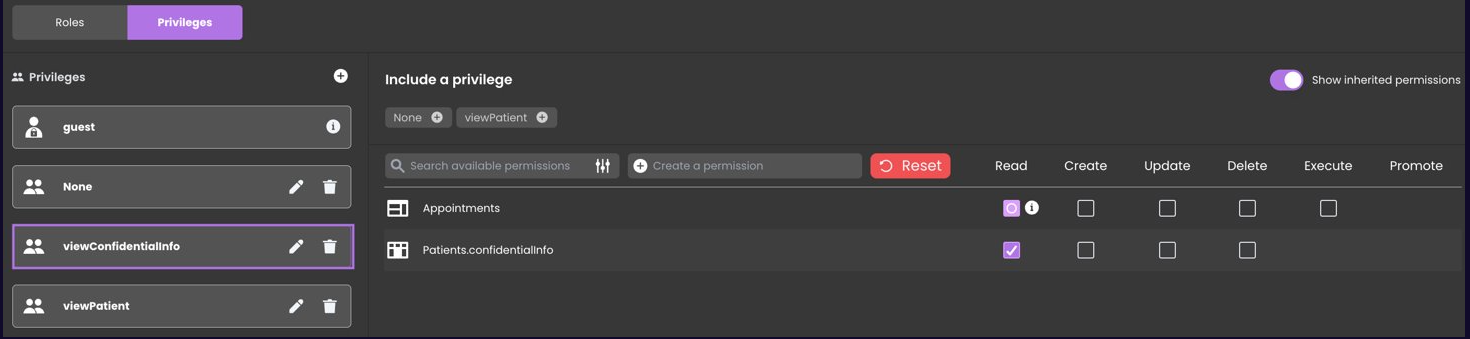 Roles Privileges
Privileges
guest
None
viewConfidentialInfo
viewPatient
Include a privilege
Show inherited permissions
None viewPatient
Search available permissions Create a permission Reset Read Create Update Delete Execute Promote
Appointments
Patients.confidentialInfo